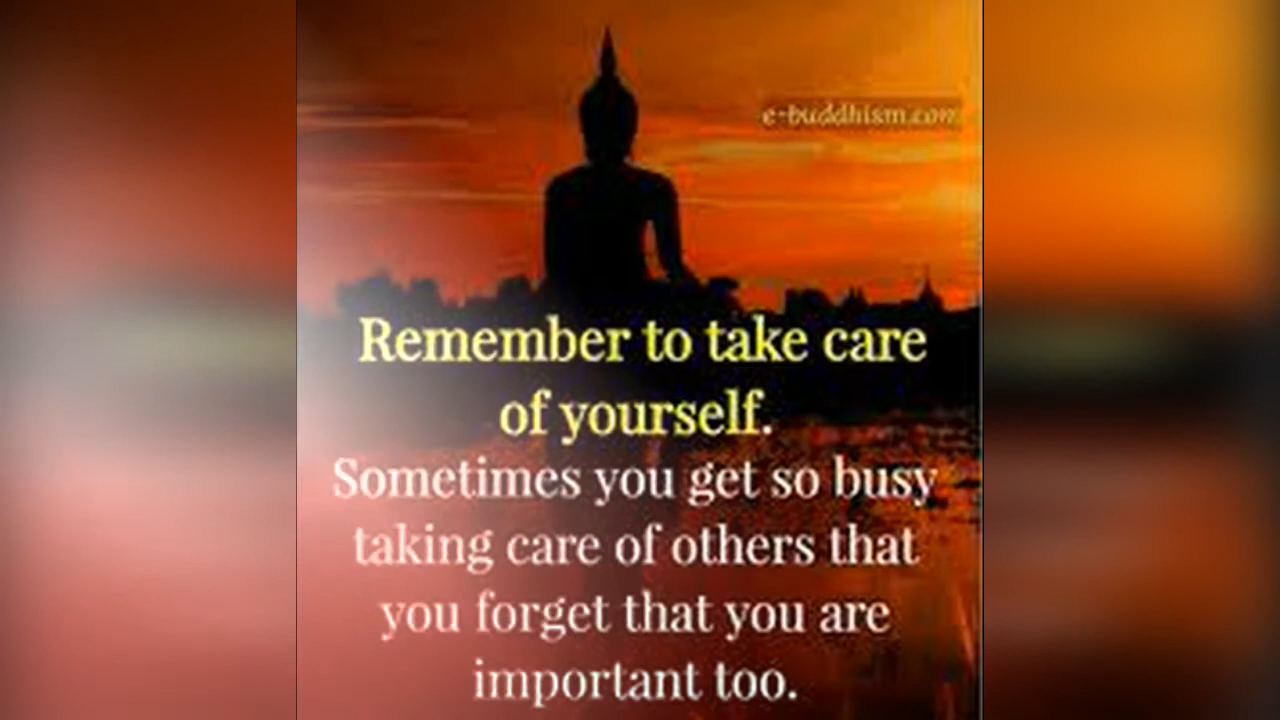 e-buddhism.com
Remember to take care
of yourself.
Sometimes you get so busy
taking care of others that
you forget that you are
important too.